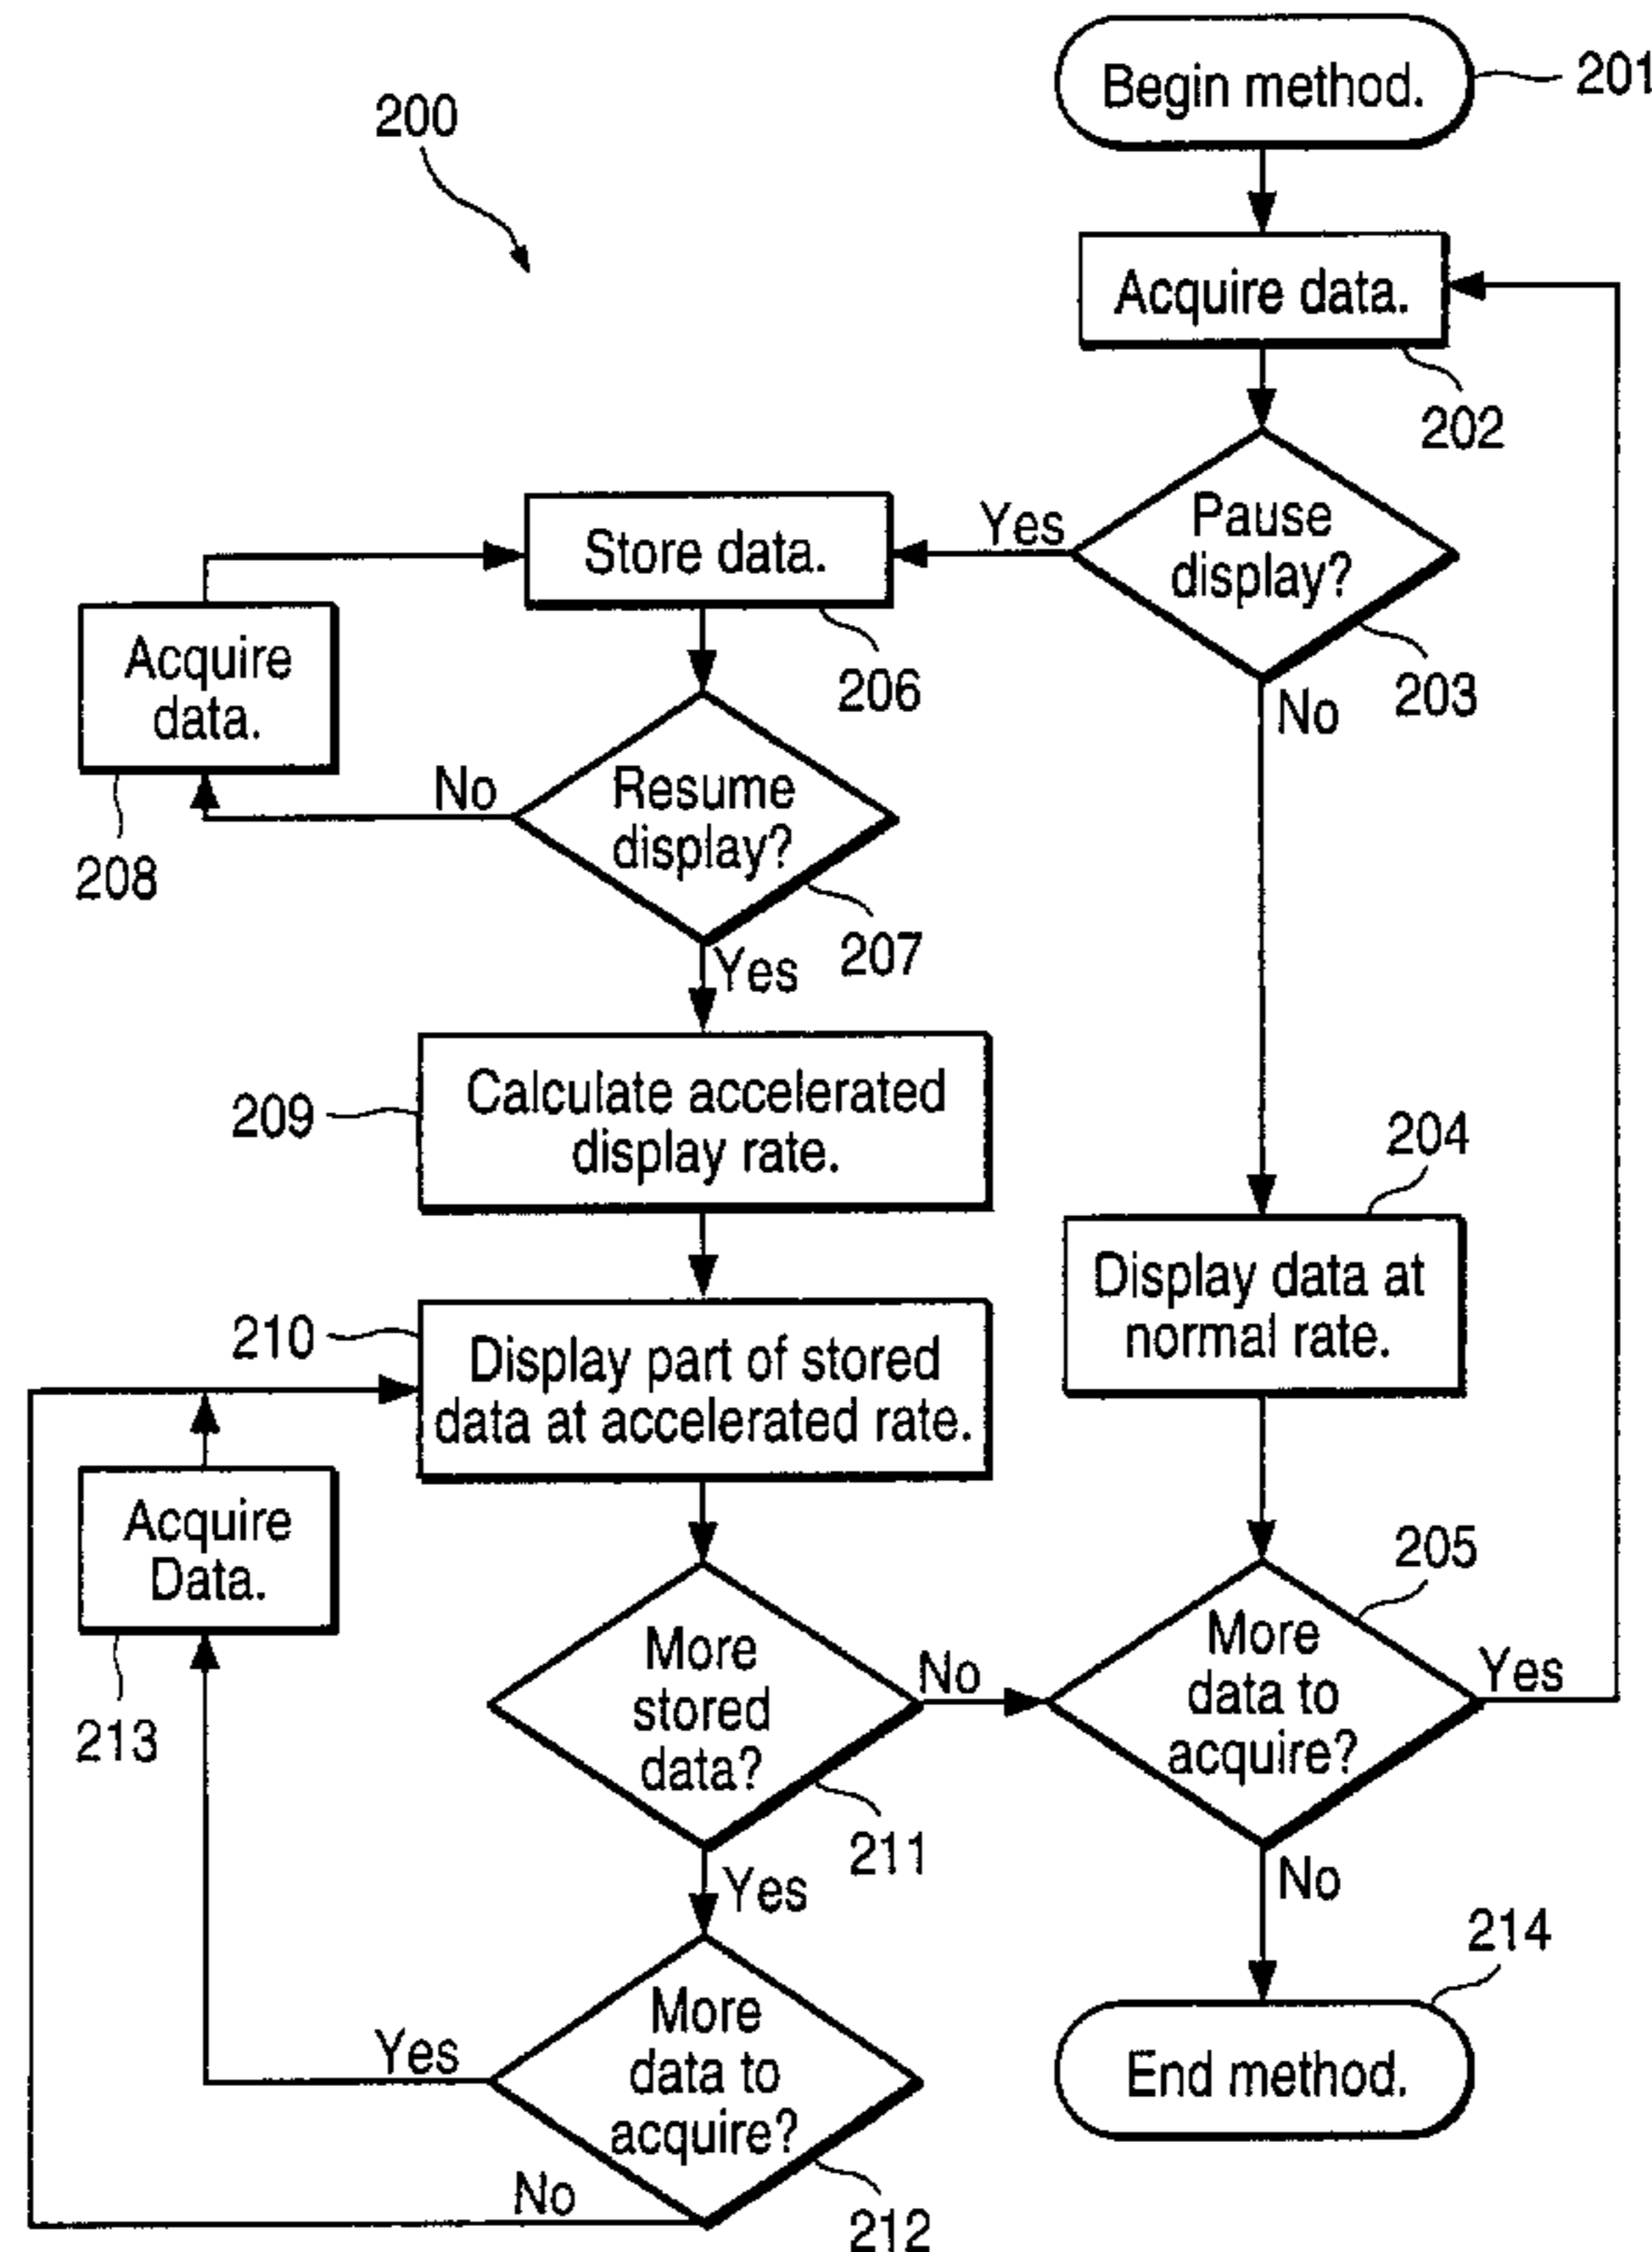 200
Begin method.
201
Acquire data.
202
Pause
display?
203
Yes
No
Store data.
206
Acquire
data.
208
Resume
display?
207
No
Yes
Calculate accelerated
display rate.
209
204
Display data at
normal rate.
210
Display part of stored
data at accelerated rate.
Acquire
Data.
213
More
stored
data?
211
No
Yes
205
More
data to
acquire?
Yes
No
More
data to
acquire?
212
Yes
No
214
End method.